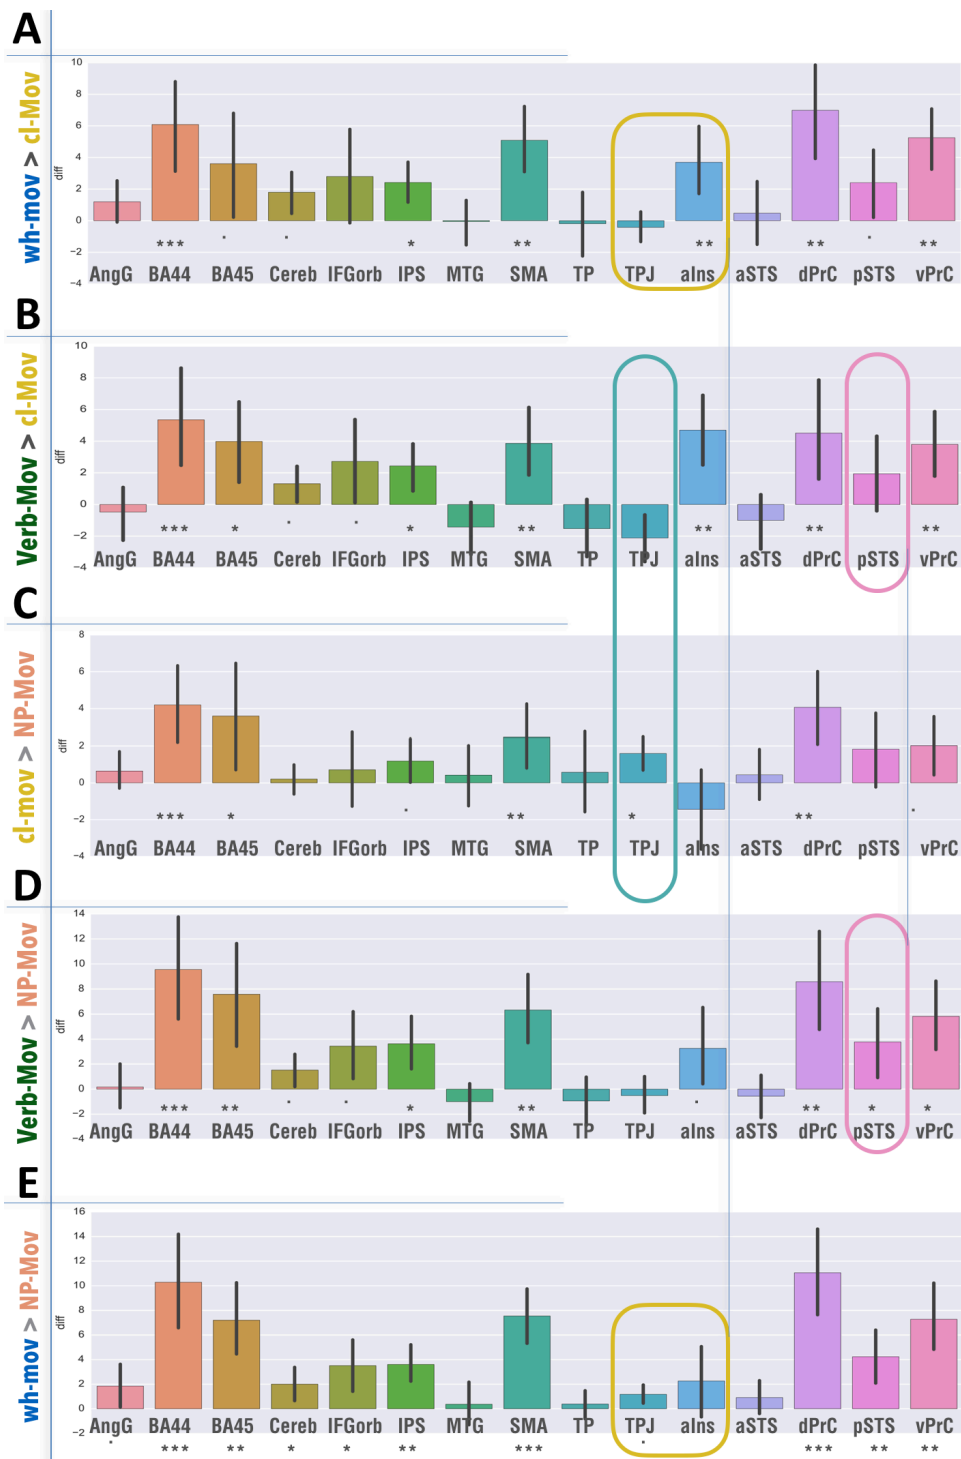 A
wh-mov > cl-Mov
diff
10
8
6
4
2
0
−2
−4
*** . . * ** ** ** . **
AngG BA44 BA45 Cereb IFGorb IPS MTG SMA TP TPJ aIns aSTS dPrC pSTS vPrC
B
Verb-Mov > cl-Mov
diff
10
8
6
4
2
0
−2
−4
*** * . . * ** ** ** **
AngG BA44 BA45 Cereb IFGorb IPS MTG SMA TP TPJ aIns aSTS dPrC pSTS vPrC
C
cl-mov > NP-Mov
diff
8
6
4
2
0
−2
−4
*** * . ** * ** .
AngG BA44 BA45 Cereb IFGorb IPS MTG SMA TP TPJ aIns aSTS dPrC pSTS vPrC
D
Verb-Mov > NP-Mov
diff
14
12
10
8
6
4
2
0
−2
−4
*** ** . . * ** . ** * *
AngG BA44 BA45 Cereb IFGorb IPS MTG SMA TP TPJ aIns aSTS dPrC pSTS vPrC
E
wh-mov > NP-Mov
diff
16
14
12
10
8
6
4
2
0
−2
AngG BA44 BA45 Cereb IFGorb IPS MTG SMA TP TPJ aIns aSTS dPrC pSTS vPrC
. *** ** * * ** *** . *** ** **